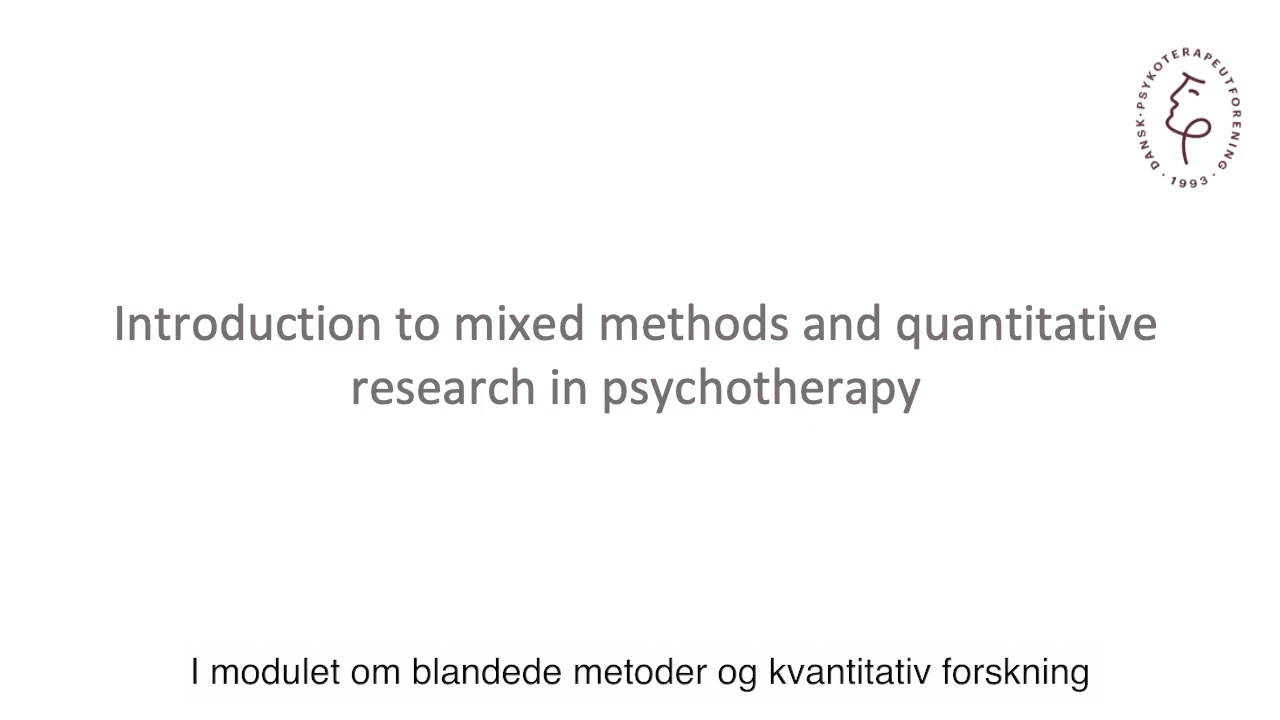 DANSK · PSYKOTERAPEUTFORENING · 1993 ·
Introduction to mixed methods and quantitative
research in psychotherapy
I modulet om blandede metoder og kvantitativ forskning